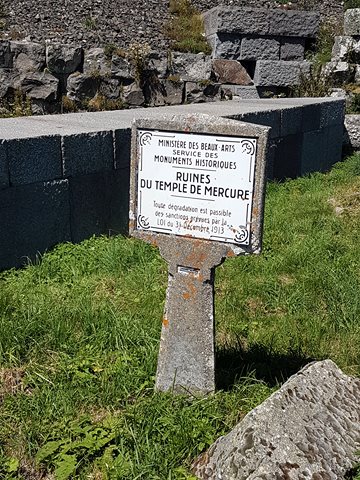 MINISTÈRE DES BEAUX-ARTS
SERVICE DES
MONUMENTS HISTORIQUES
RUINES
DU TEMPLE DE MERCURE
Toute dégradation est passible
des sanctions prévues par la
LOI du 31 Décembre 1913